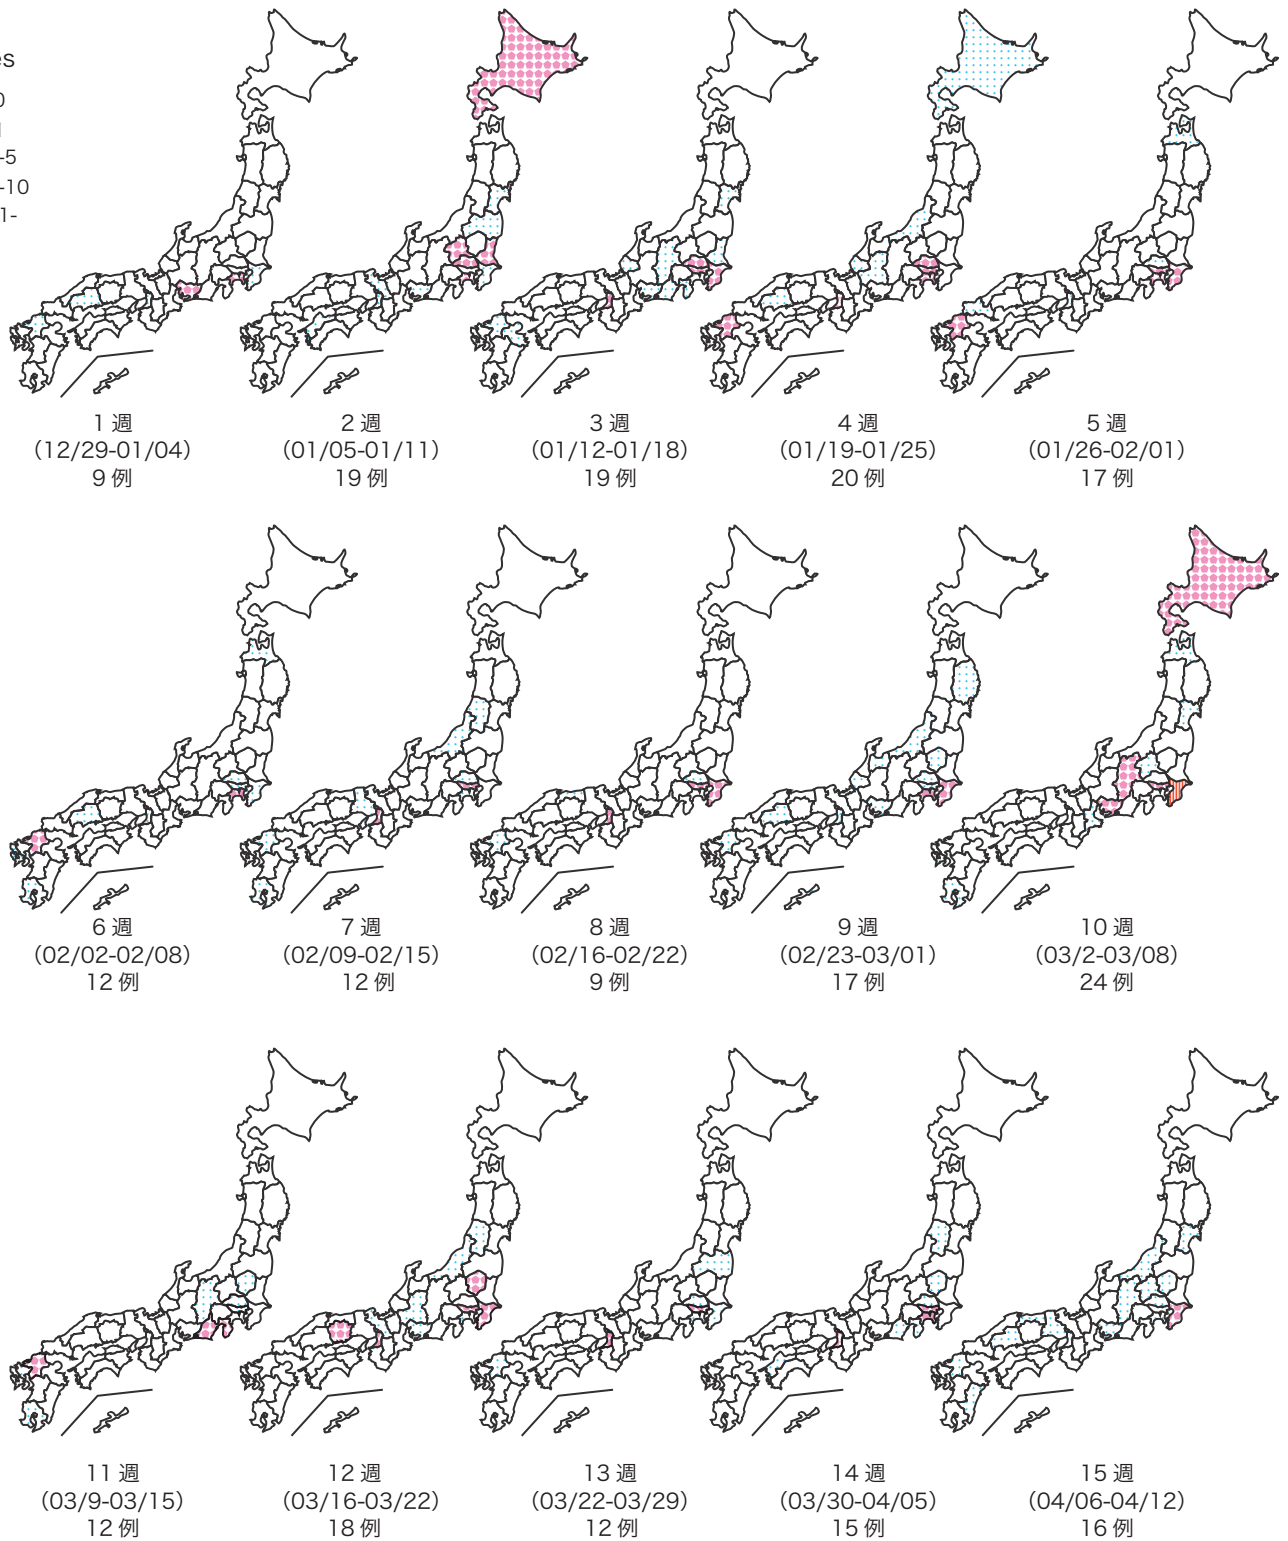 es
0
1
-5
-10
1-
1 週
(12/29-01/04)
9 例
2 週
(01/05-01/11)
19 例
3 週
(01/12-01/18)
19 例
4 週
(01/19-01/25)
20 例
5 週
(01/26-02/01)
17 例
6 週
(02/02-02/08)
12 例
7 週
(02/09-02/15)
12 例
8 週
(02/16-02/22)
9 例
9 週
(02/23-03/01)
17 例
10 週
(03/2-03/08)
24 例
11 週
(03/9-03/15)
12 例
12 週
(03/16-03/22)
18 例
13 週
(03/22-03/29)
12 例
14 週
(03/30-04/05)
15 例
15 週
(04/06-04/12)
16 例